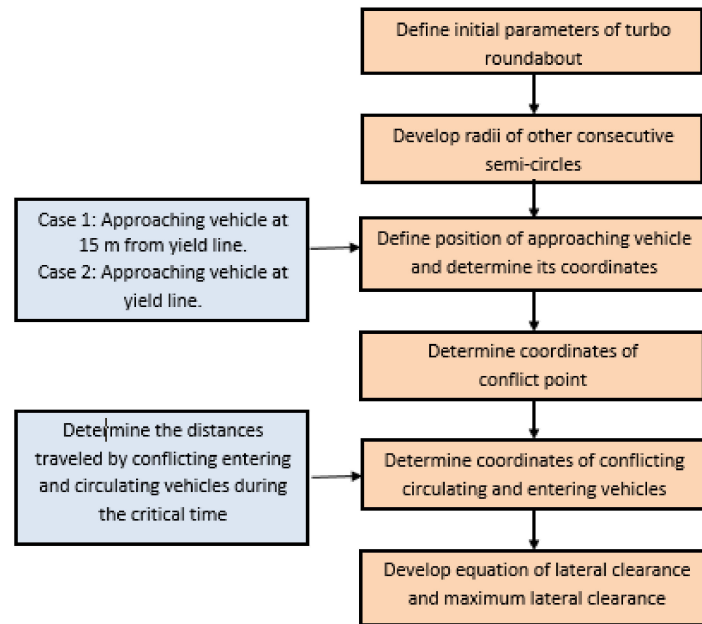 Define initial parameters of turbo
roundabout
Develop radii of other consecutive
semi-circles
Case 1: Approaching vehicle at
15 m from yield line.
Case 2: Approaching vehicle at
yield line.
Define position of approaching vehicle
and determine its coordinates
Determine coordinates of
conflict point
Determine the distances
traveled by conflicting entering
and circulating vehicles during
the critical time
Determine coordinates of conflicting
circulating and entering vehicles
Develop equation of lateral clearance
and maximum lateral clearance